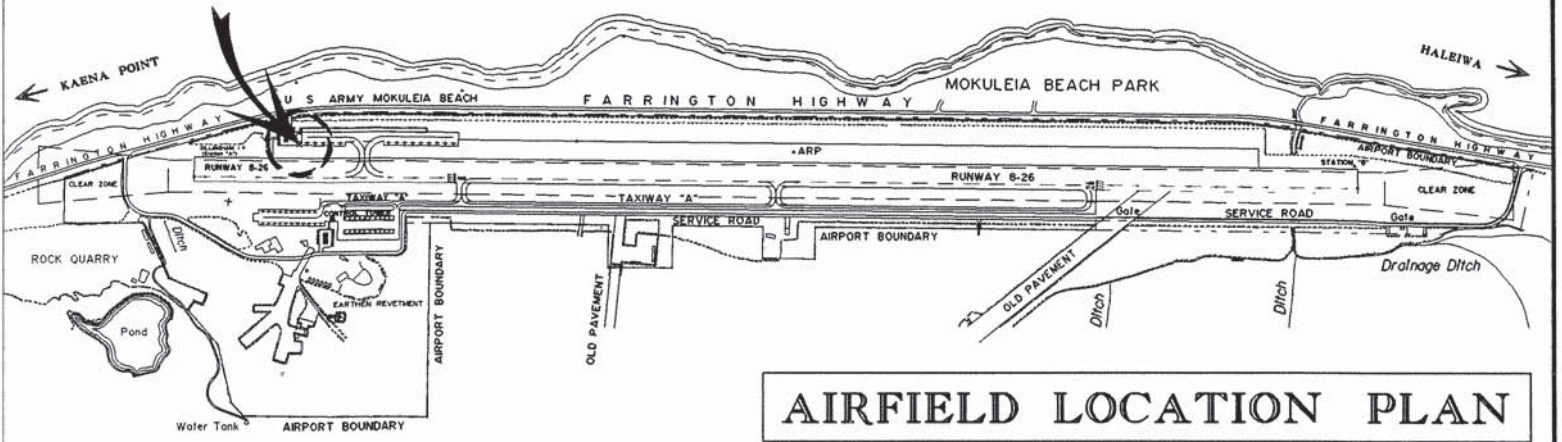 KAENA POINT
HALEIWA
MOKULEIA BEACH PARK
U S ARMY MOKULEIA BEACH
FARRINGTON HIGHWAY
FARRINGTON HIGHWAY
FARRINGTON HIGHWAY
AIRPORT BOUNDARY
ARP
STATION "B"
RUNWAY 8-26
RUNWAY 8-26
CLEAR ZONE
CLEAR ZONE
TAXIWAY "A"
TAXIWAY "A"
CONTROL TOWER
SERVICE ROAD
Gate
SERVICE ROAD
Gate
AIRPORT BOUNDARY
Ditch
ROCK QUARRY
Drainage Ditch
OLD PAVEMENT
EARTHEN REVETMENT
AIRPORT BOUNDARY
OLD PAVEMENT
Ditch
Ditch
Pond
Water Tank
AIRPORT BOUNDARY
AIRFIELD LOCATION PLAN